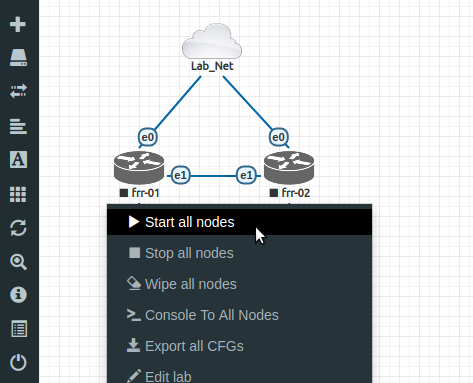 Lab_Net
e0
e0
e1
e1
frr-01
frr-02
Start all nodes
Stop all nodes
Wipe all nodes
Console To All Nodes
Export all CFGs
Edit lab